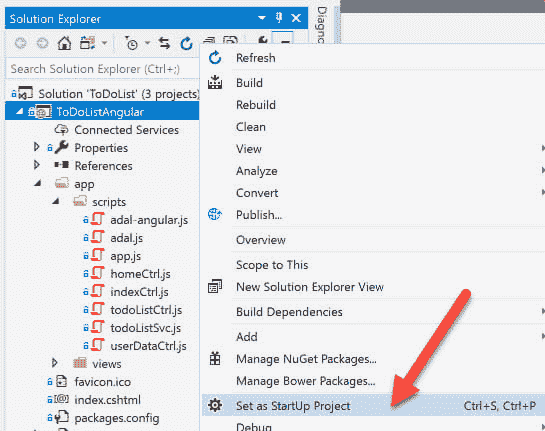 Solution Explorer
Search Solution Explorer (Ctrl+;)
Solution 'ToDoList' (3 projects)
ToDoListAngular
Connected Services
Properties
References
app
scripts
adal-angular.js
adal.js
app.js
homeCtrl.js
indexCtrl.js
todoListCtrl.js
todoListSvc.js
userDataCtrl.js
views
favicon.ico
index.cshtml
packages.config
Diagno
Refresh
Build
Rebuild
Clean
View
Analyze
Convert
Publish...
Overview
Scope to This
New Solution Explorer View
Build Dependencies
Add
Manage NuGet Packages...
Manage Bower Packages...
Set as StartUp Project Ctrl+S, Ctrl+P
Debug